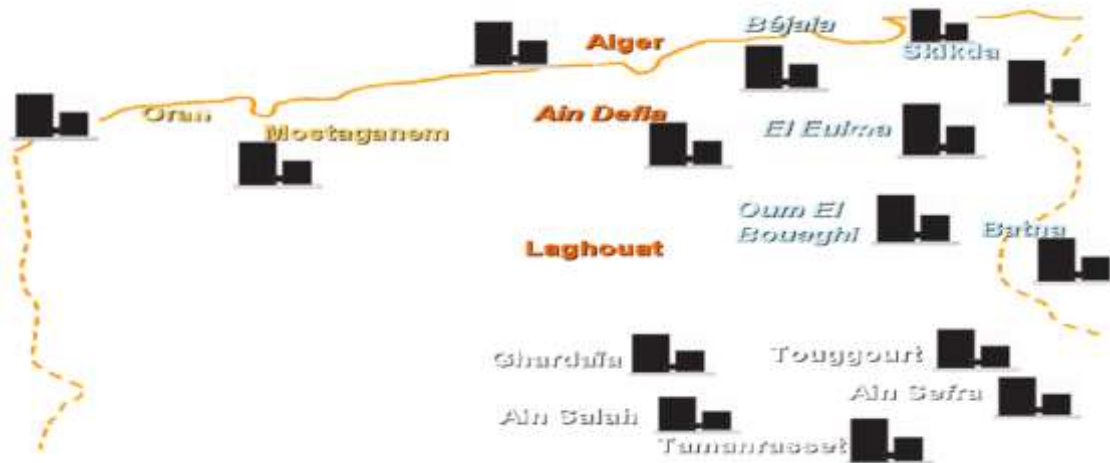 Béjaia
Alger
Skikda
Oran
Ain Defla
Mostaganem
El Eulma
Oum El
Boueghi
Batna
Laghouat
Ghardaïa
Touggourt
Ain Sefra
Ain Salah
Tamanrasset